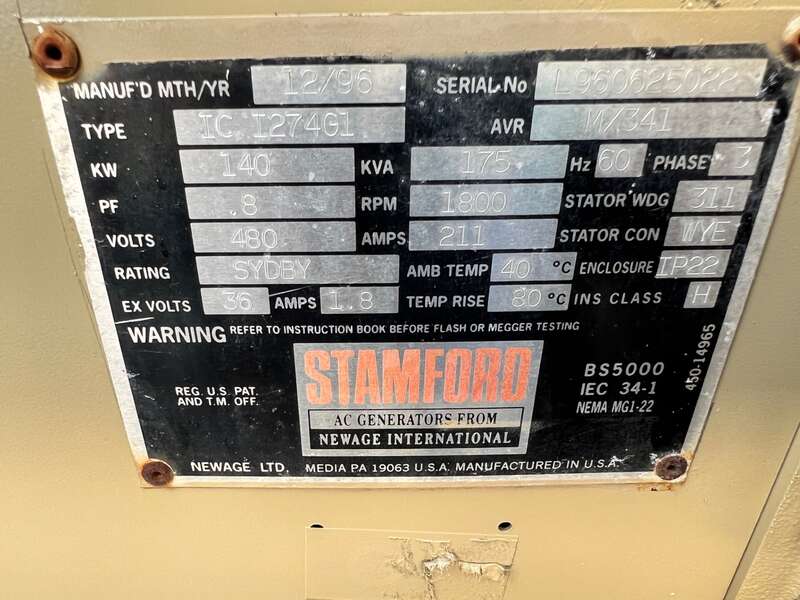 MANUF'D MTH/YR 12/96 SERIAL No L960625022
TYPE IC I274G1 AVR MX341
KW 140 KVA 175 Hz 60 PHASE 3
PF .8 RPM 1800 STATOR WDG 311
VOLTS 480 AMPS 211 STATOR CON WYE
RATING SYDBY AMB TEMP 40 °C ENCLOSURE IP22
EX VOLTS 36 AMPS 1.8 TEMP RISE 80 °C INS CLASS H
WARNING REFER TO INSTRUCTION BOOK BEFORE FLASH OR MEGGER TESTING
REG. U.S. PAT.
AND T.M. OFF.
STAMFORD
AC GENERATORS FROM
NEWAGE INTERNATIONAL
BS5000
IEC 34-1
NEMA MG1-22
450-14965
NEWAGE LTD. MEDIA PA 19063 U.S.A. MANUFACTURED IN U.S.A.